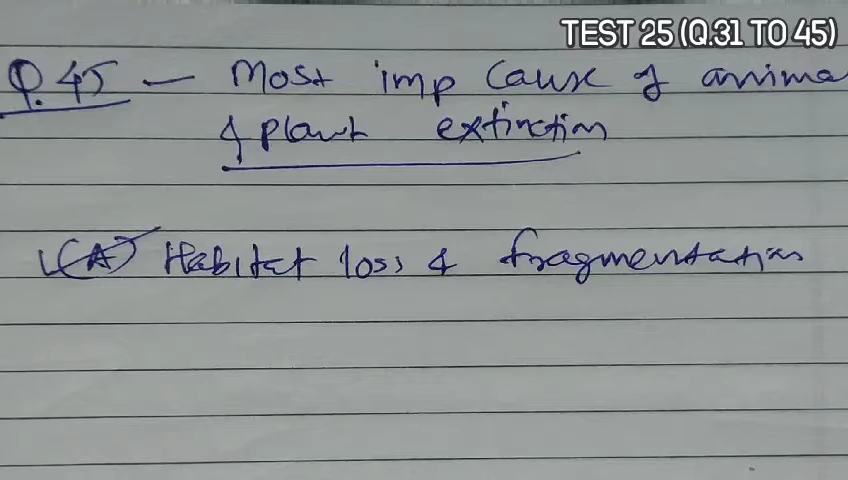 TEST 25 (Q.31 TO 45)
Q.45 — Most imp cause of anima
& plant extinction
(A) Habitat loss & fragmentation